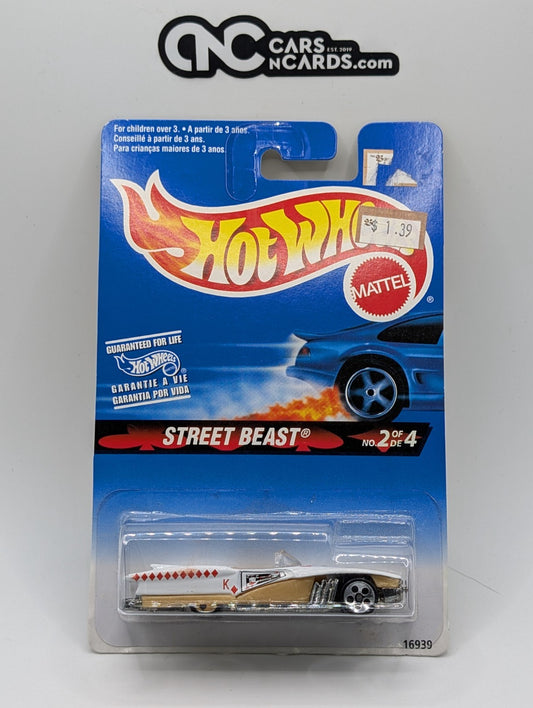 CNC CARS
EST. 2019
NCARDS.com
For children over 3. • A partir de 3 años.
Conseillé à partir de 3 ans.
Para crianças maiores de 3 anos
HOT WHE
$ 1.39
MATTEL
®
GUARANTEED FOR LIFE
Hot Wheels
GARANTIE A VIE
GARANTIA POR VIDA
STREET BEAST®
NO. 2 OF DE 4
K
16939